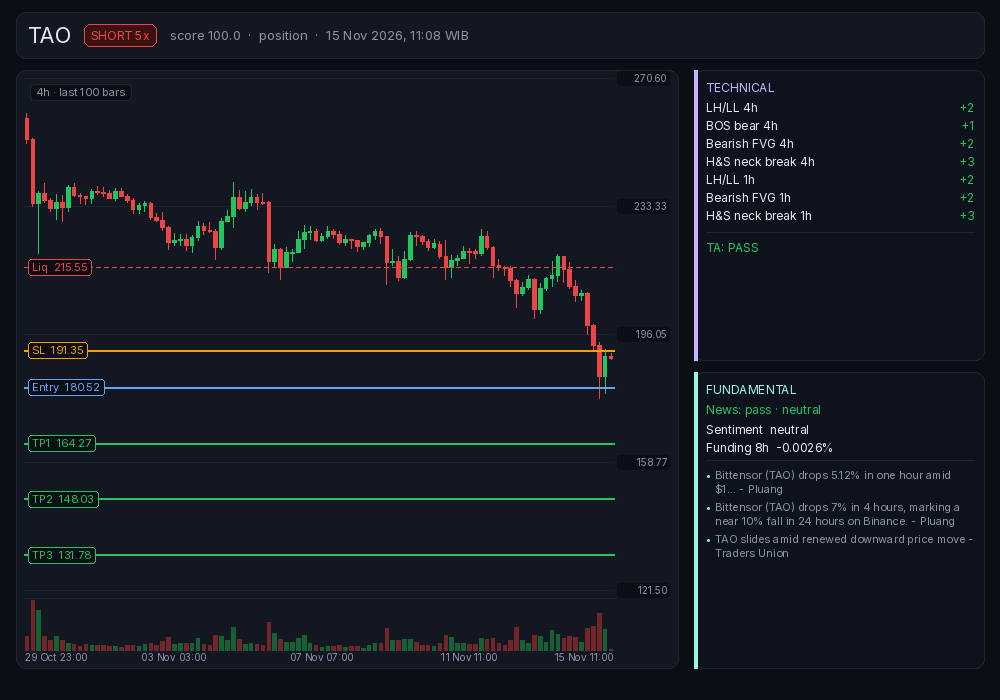 TAO SHORT 5x score 100.0 · position · 15 Nov 2026, 11:08 WIB
4h · last 100 bars
270.60
233.33
Liq 215.55
196.05
SL 191.35
Entry 180.52
TP1 164.27
158.77
TP2 148.03
TP3 131.78
121.50
29 Oct 23:00 03 Nov 03:00 07 Nov 07:00 11 Nov 11:00 15 Nov 11:00
TECHNICAL
LH/LL 4h +2
BOS bear 4h +1
Bearish FVG 4h +2
H&S neck break 4h +3
LH/LL 1h +2
Bearish FVG 1h +2
H&S neck break 1h +3
TA: PASS
FUNDAMENTAL
News: pass · neutral
Sentiment neutral
Funding 8h -0.0026%
• Bittensor (TAO) drops 5.12% in one hour amid
$1... - Pluang
• Bittensor (TAO) drops 7% in 4 hours, marking a
near 10% fall in 24 hours on Binance. - Pluang
• TAO slides amid renewed downward price move -
Traders Union